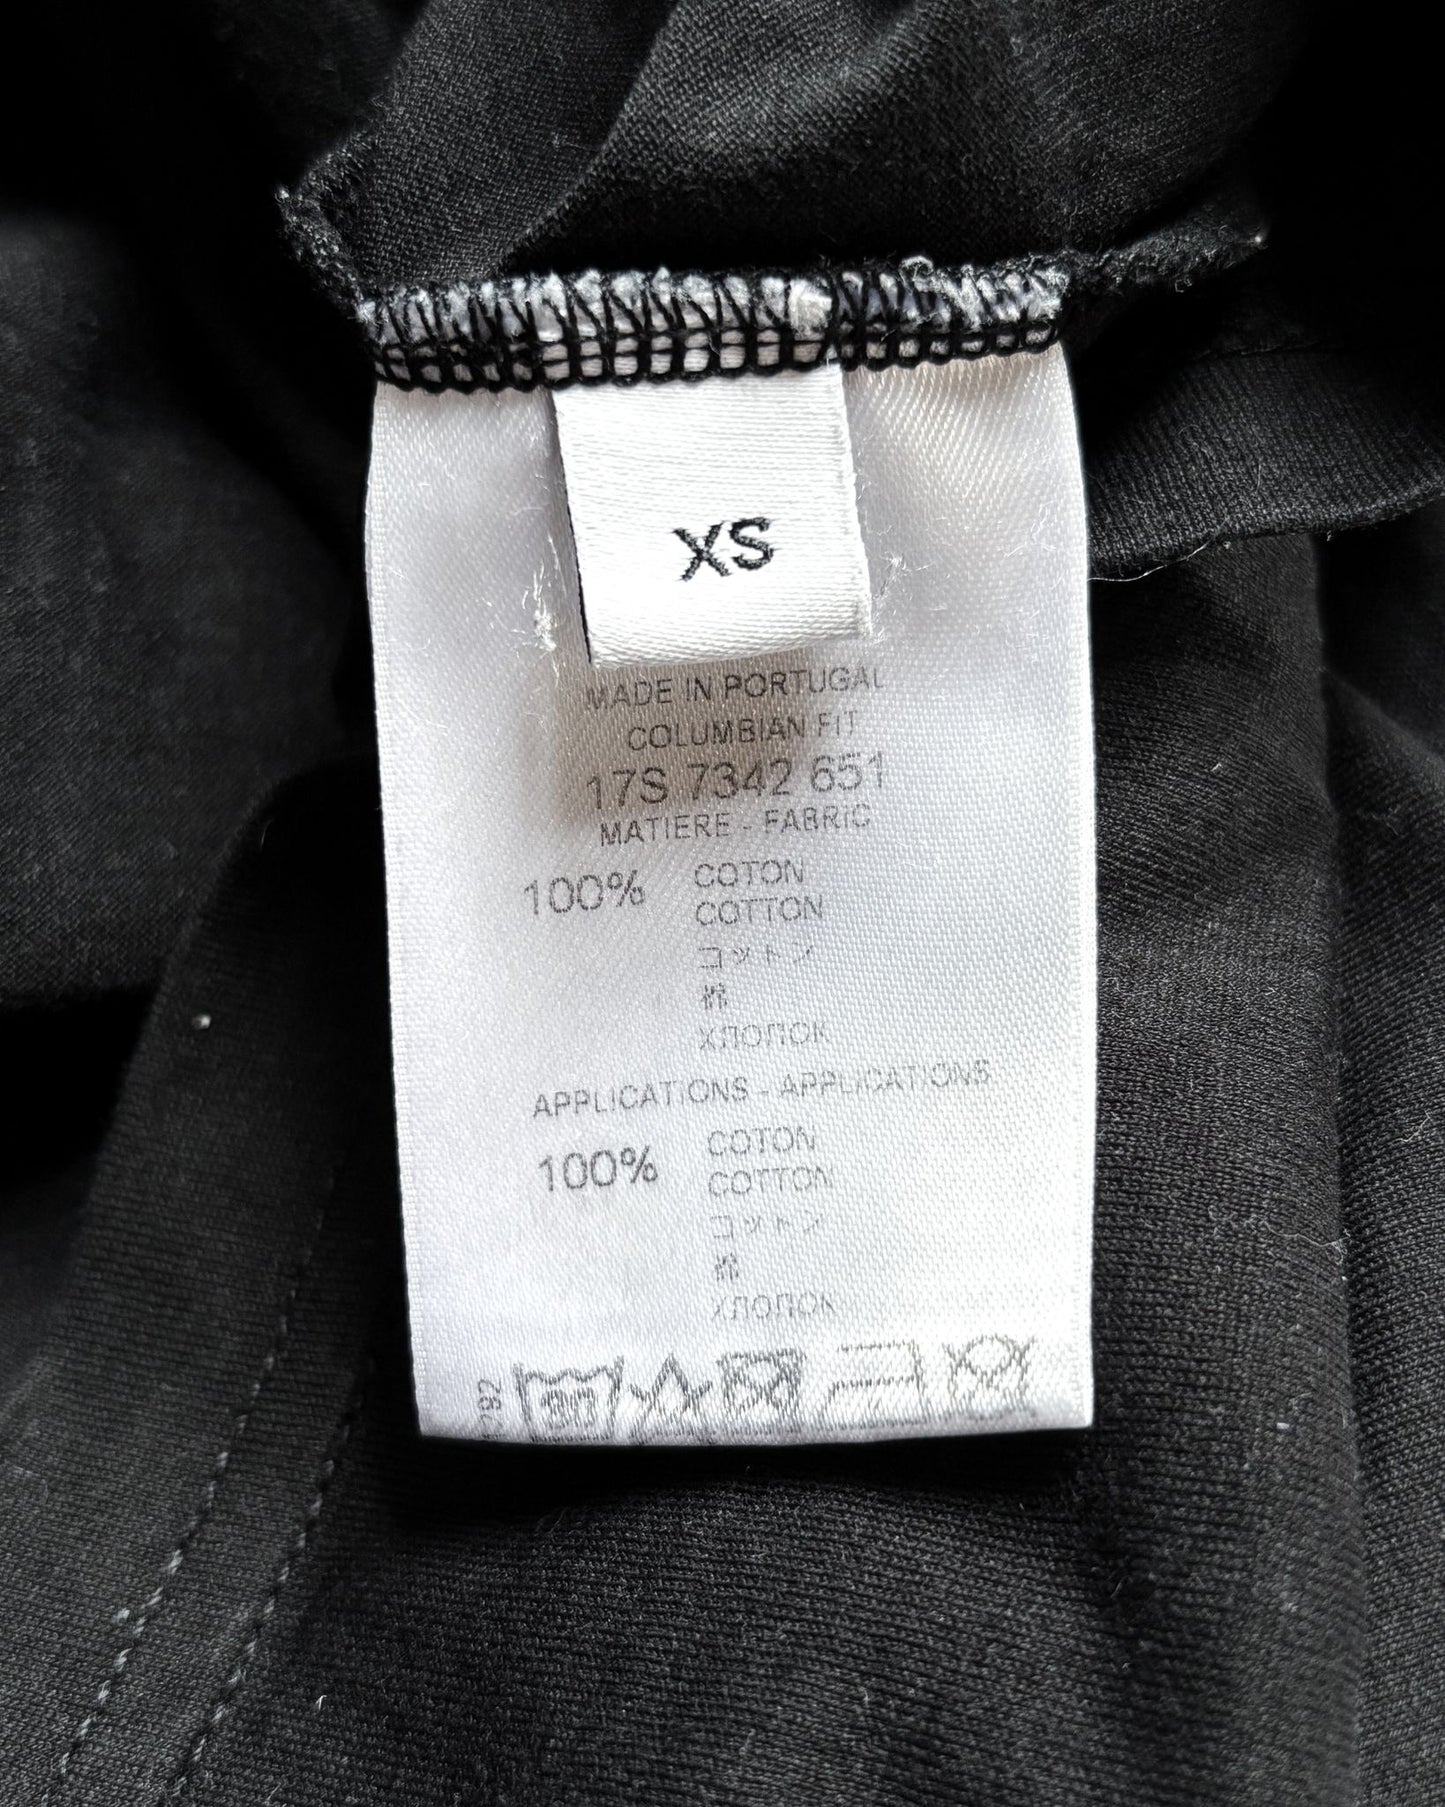 XS
MADE IN PORTUGAL
COLUMBIAN FIT
17S 7342 651
MATIERE - FABRIC
100% COTON
COTTON
コットン
棉
ХЛОПОК
APPLICATIONS - APPLICATIONS
100% COTON
COTTON
コットン
棉
ХЛОПОК
30